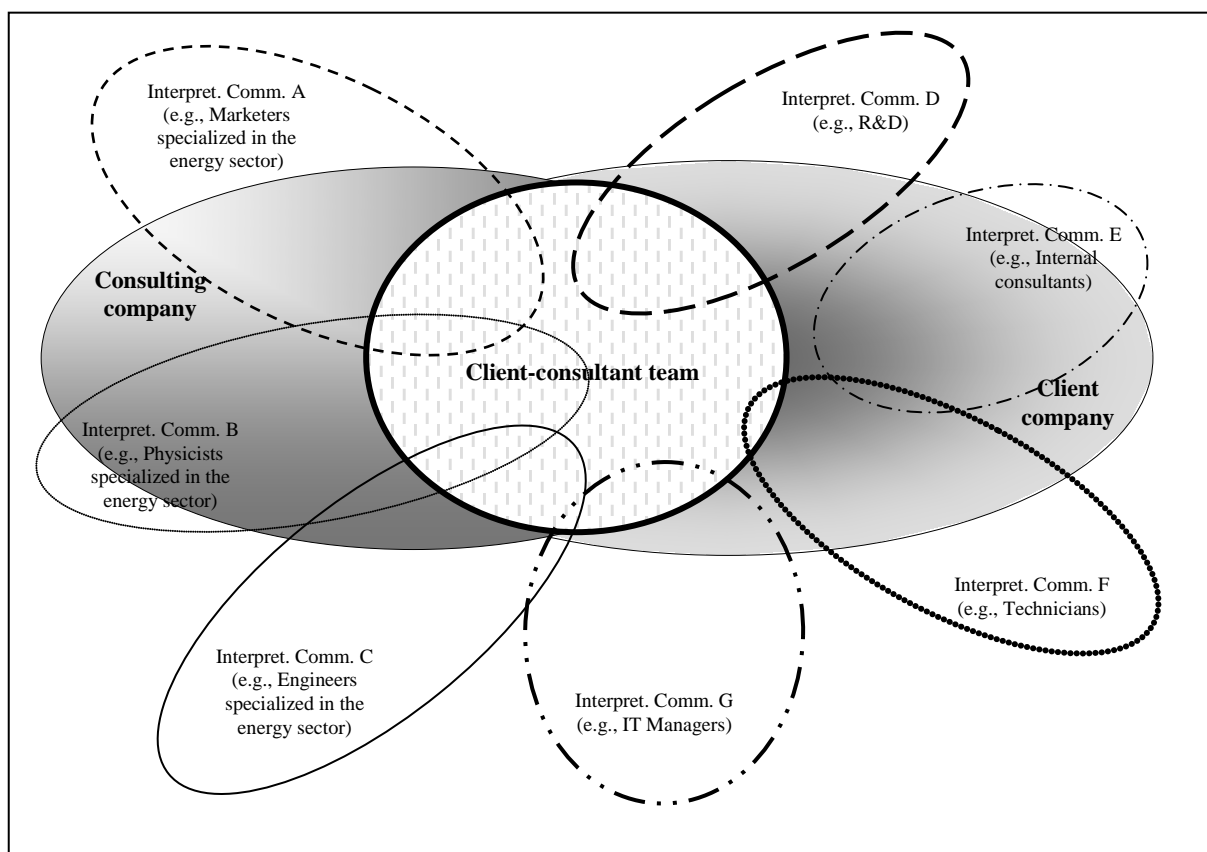 Interpret. Comm. A
(e.g., Marketers
specialized in the
energy sector)
Interpret. Comm. D
(e.g., R&D)
Interpret. Comm. E
(e.g., Internal
consultants)
Consulting
company
Client-consultant team
Client
company
Interpret. Comm. B
(e.g., Physicists
specialized in the
energy sector)
Interpret. Comm. F
(e.g., Technicians)
Interpret. Comm. C
(e.g., Engineers
specialized in the
energy sector)
Interpret. Comm. G
(e.g., IT Managers)